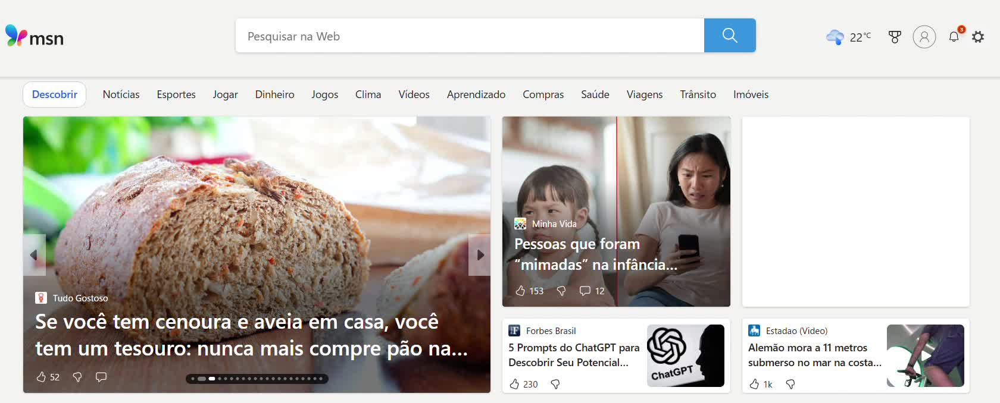 msn
Pesquisar na Web
22°C
3
Descobrir
Notícias
Esportes
Jogar
Dinheiro
Jogos
Clima
Vídeos
Aprendizado
Compras
Saúde
Viagens
Trânsito
Imóveis
Tudo Gostoso
Se você tem cenoura e aveia em casa, você
tem um tesouro: nunca mais compre pão na...
52
Minha Vida
Pessoas que foram
“mimadas” na infância...
153
12
F Forbes Brasil
5 Prompts do ChatGPT para
Descobrir Seu Potencial...
230
ChatGPT
Estadao (Video)
Alemão mora a 11 metros
submerso no mar na costa...
1k